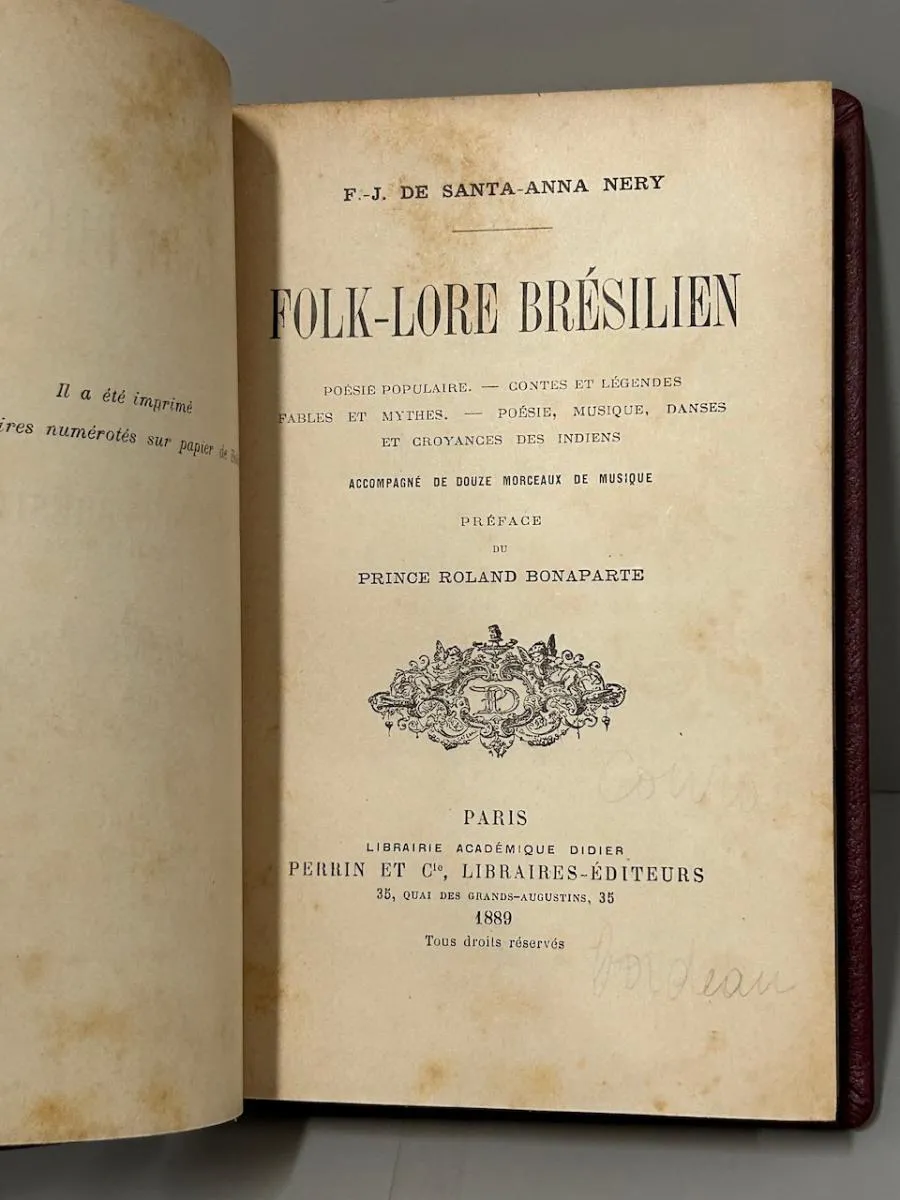 Il a été imprimé
ires numérotés sur papier de
F.-J. DE SANTA-ANNA NERY
FOLK-LORE BRÉSILIEN
POÉSIE POPULAIRE. — CONTES ET LÉGENDES
FABLES ET MYTHES. — POÉSIE, MUSIQUE, DANSES
ET CROYANCES DES INDIENS
ACCOMPAGNÉ DE DOUZE MORCEAUX DE MUSIQUE
PRÉFACE
DU
PRINCE ROLAND BONAPARTE
PARIS
LIBRAIRIE ACADÉMIQUE DIDIER
PERRIN ET Cie, LIBRAIRES-ÉDITEURS
35, QUAI DES GRANDS-AUGUSTINS, 35
1889
Tous droits réservés